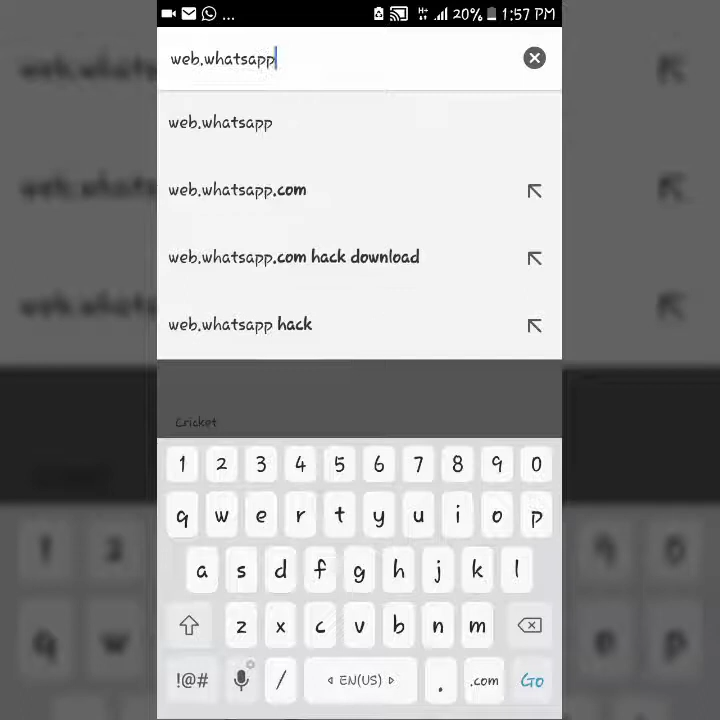 ... H+ 20% 1:57 PM
web.whatsapp
web.whatsapp
web.whatsapp.com
web.whatsapp.com hack download
web.whatsapp hack
Cricket
1 2 3 4 5 6 7 8 9 0
q w e r t y u i o p
a s d f g h j k l
z x c v b n m
!@# / EN(US) . .com Go